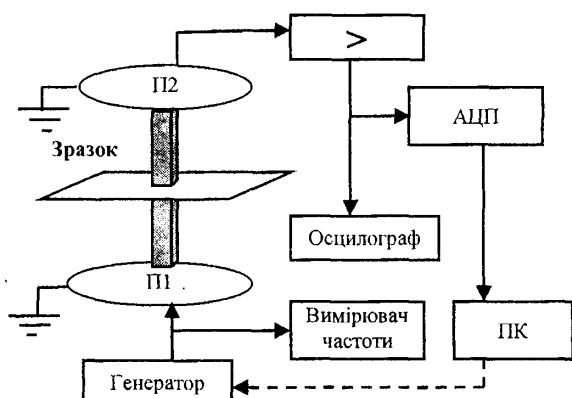 П2
>
АЦП
Зразок
Осцилограф
П1
Вимірювач
частоти
ПК
Генератор